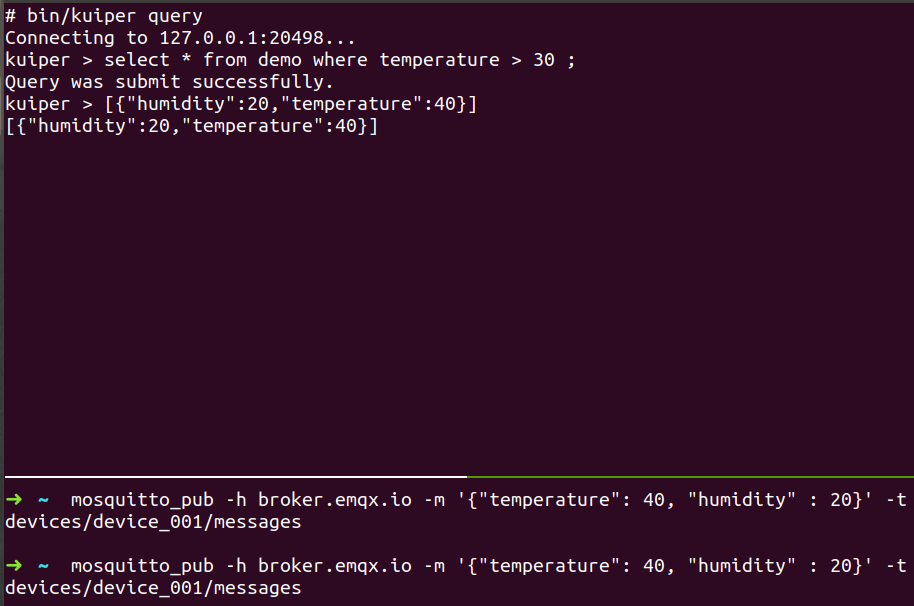 # bin/kuiper query
Connecting to 127.0.0.1:20498...
kuiper > select * from demo where temperature > 30 ;
Query was submit successfully.
kuiper > [{"humidity":20,"temperature":40}]
[{"humidity":20,"temperature":40}]
➜ ~ mosquitto_pub -h broker.emqx.io -m '{"temperature": 40, "humidity" : 20}' -t
devices/device_001/messages
➜ ~ mosquitto_pub -h broker.emqx.io -m '{"temperature": 40, "humidity" : 20}' -t
devices/device_001/messages